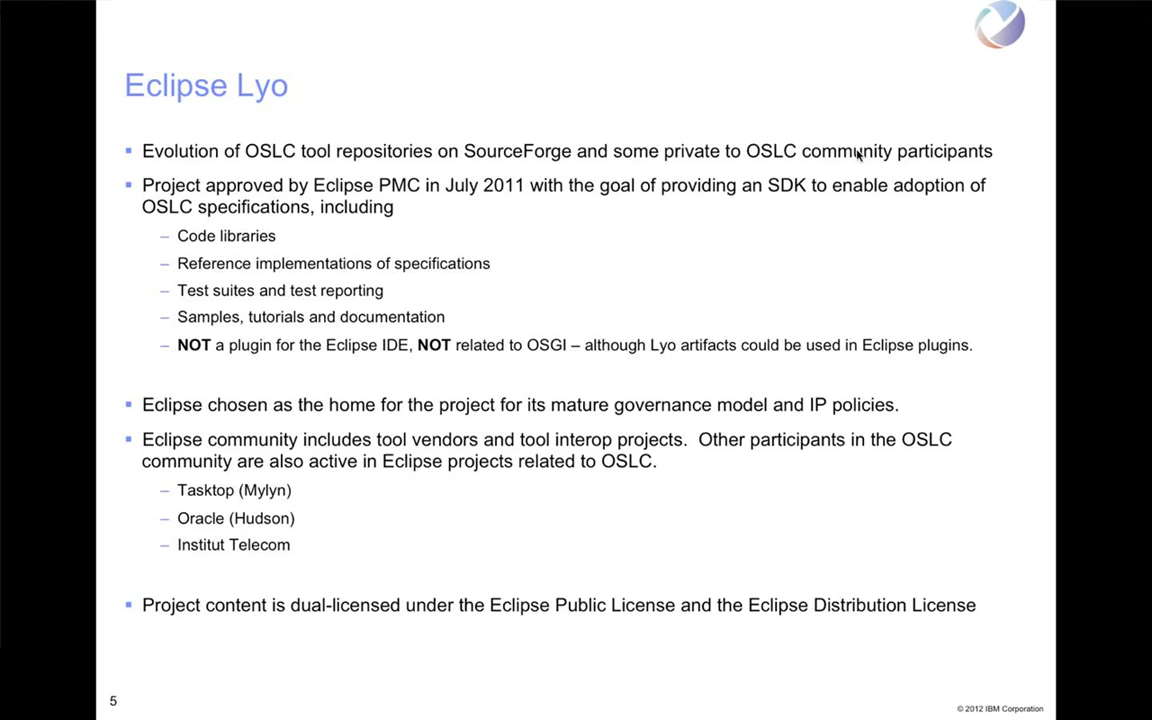 Eclipse Lyo
Evolution of OSLC tool repositories on SourceForge and some private to OSLC community participants
Project approved by Eclipse PMC in July 2011 with the goal of providing an SDK to enable adoption of
OSLC specifications, including
– Code libraries
– Reference implementations of specifications
– Test suites and test reporting
– Samples, tutorials and documentation
– NOT a plugin for the Eclipse IDE, NOT related to OSGI – although Lyo artifacts could be used in Eclipse plugins.
Eclipse chosen as the home for the project for its mature governance model and IP policies.
Eclipse community includes tool vendors and tool interop projects.  Other participants in the OSLC
community are also active in Eclipse projects related to OSLC.
– Tasktop (Mylyn)
– Oracle (Hudson)
– Institut Telecom
Project content is dual-licensed under the Eclipse Public License and the Eclipse Distribution License
5
© 2012 IBM Corporation